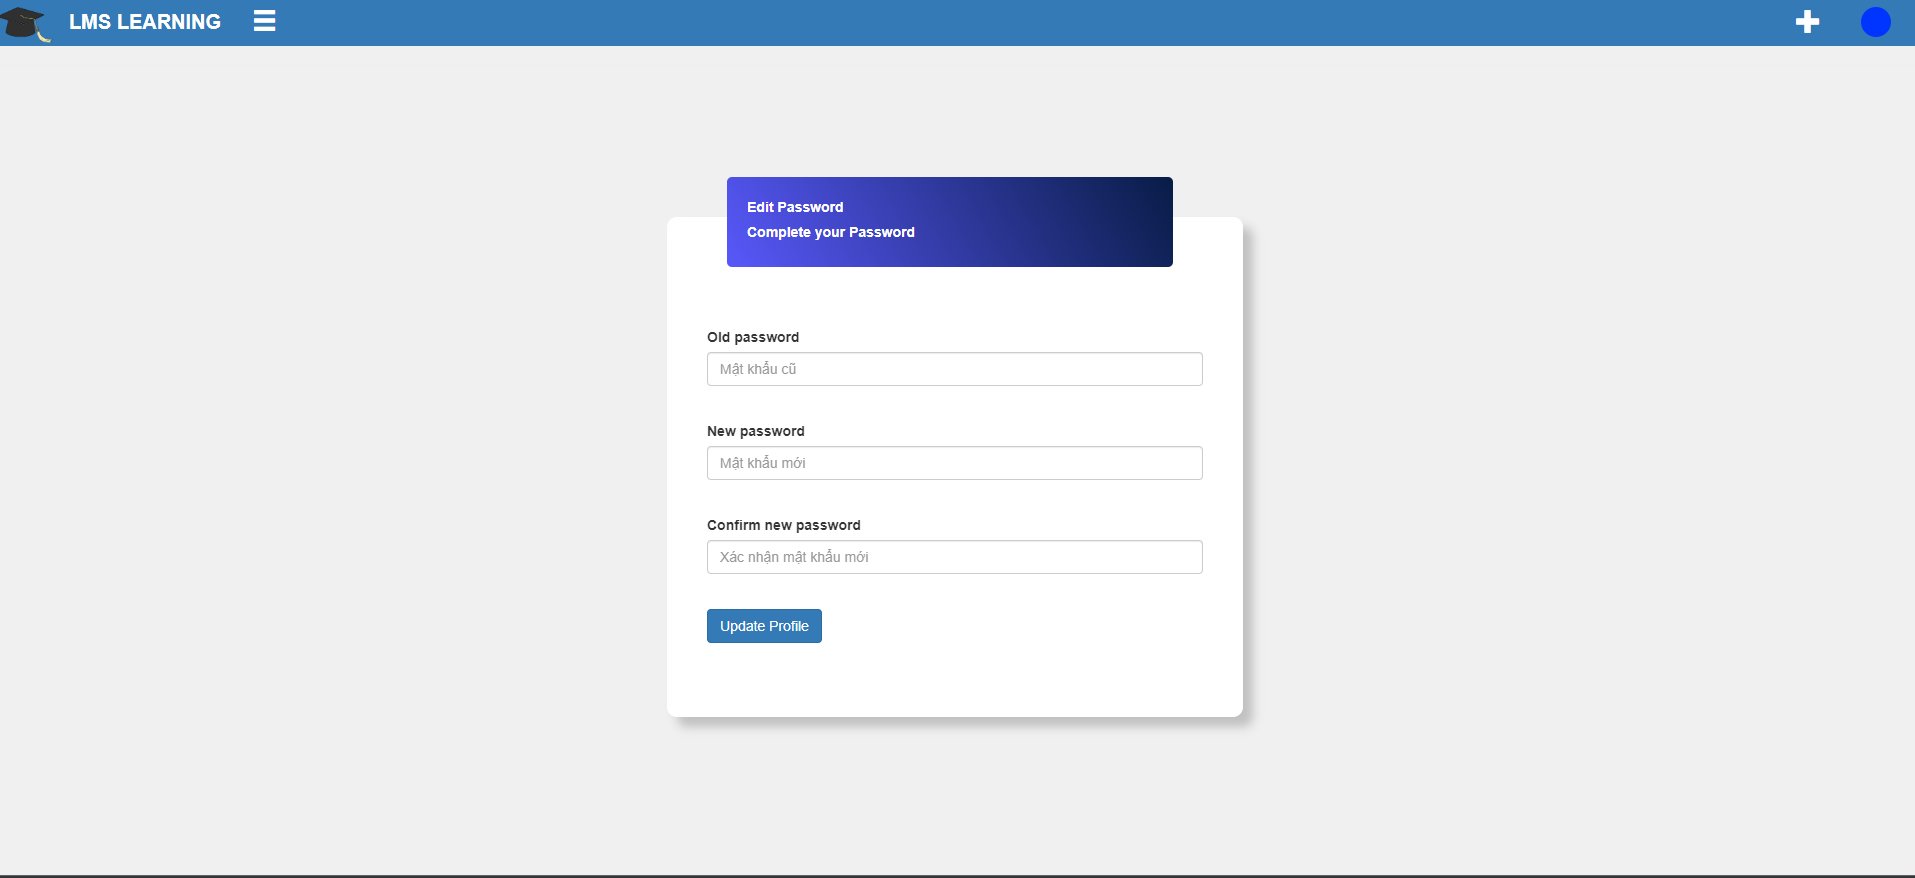 LMS LEARNING
Edit Password
Complete your Password
Old password
Mật khẩu cũ
New password
Mật khẩu mới
Confirm new password
Xác nhận mật khẩu mới
Update Profile